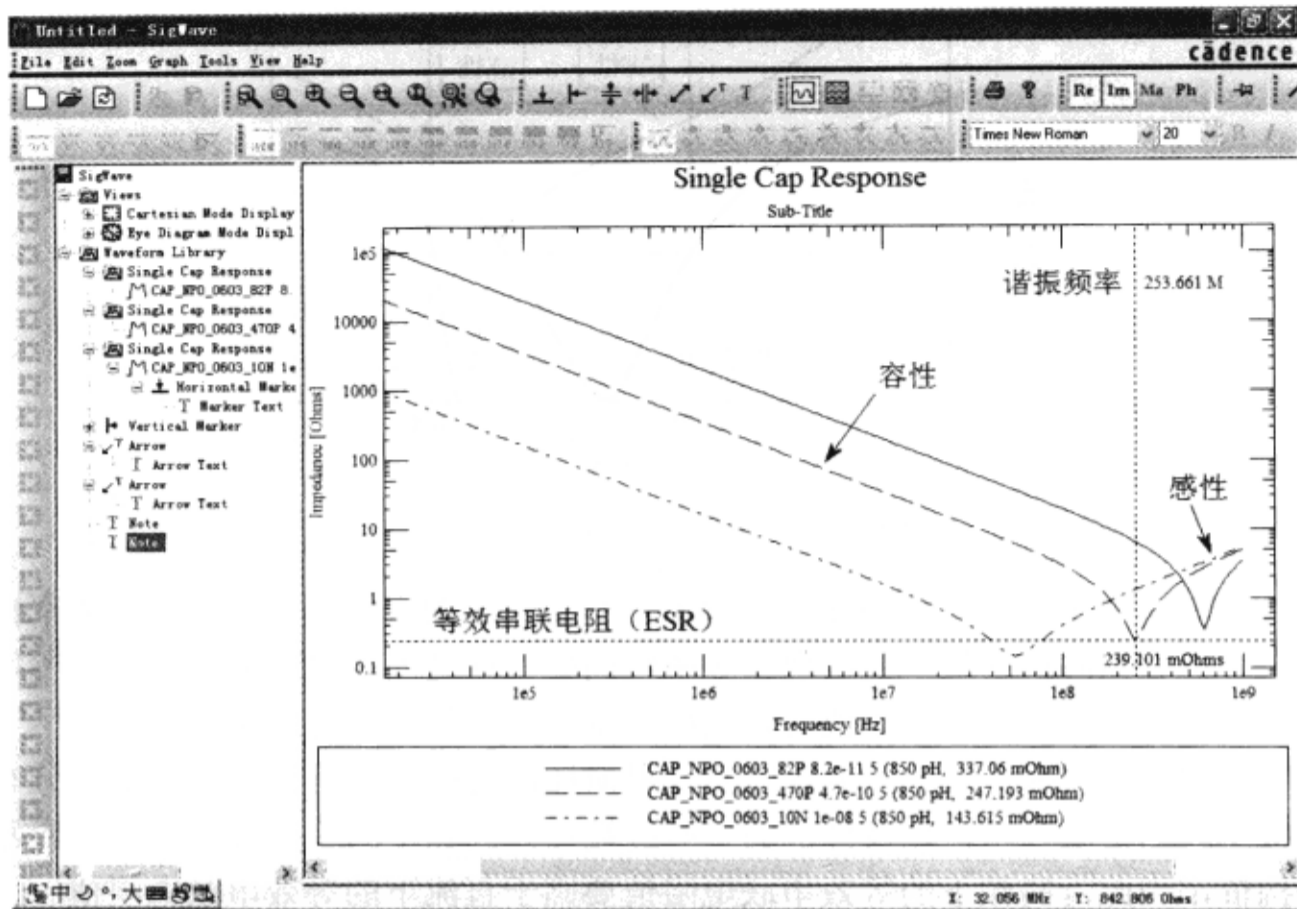 Untitled - SigWave
File Edit Zoom Graph Tools View Help
cādence
Re Im Ma Ph
Times New Roman 20
SigWave
Views
Cartesian Mode Display
Eye Diagram Mode Displ
Waveform Library
Single Cap Response
CAP_NPO_0603_82P 8.
Single Cap Response
CAP_NPO_0603_470P 4
Single Cap Response
CAP_NPO_0603_10N 1e
Horizontal Marke
Marker Text
Vertical Marker
Arrow
Arrow Text
Arrow
Arrow Text
Note
Note
Single Cap Response
Sub-Title
谐振频率 253.661 M
容性
感性
等效串联电阻（ESR）
239.101 mOhms
Impedance [Ohms]
1e5
10000
1000
100
10
1
0.1
1e5 1e6 1e7 1e8 1e9
Frequency [Hz]
CAP_NPO_0603_82P 8.2e-11 5 (850 pH, 337.06 mOhm)
CAP_NPO_0603_470P 4.7e-10 5 (850 pH, 247.193 mOhm)
CAP_NPO_0603_10N 1e-08 5 (850 pH, 143.615 mOhm)
中 大
X: 32.056 MHz Y: 842.806 Ohms